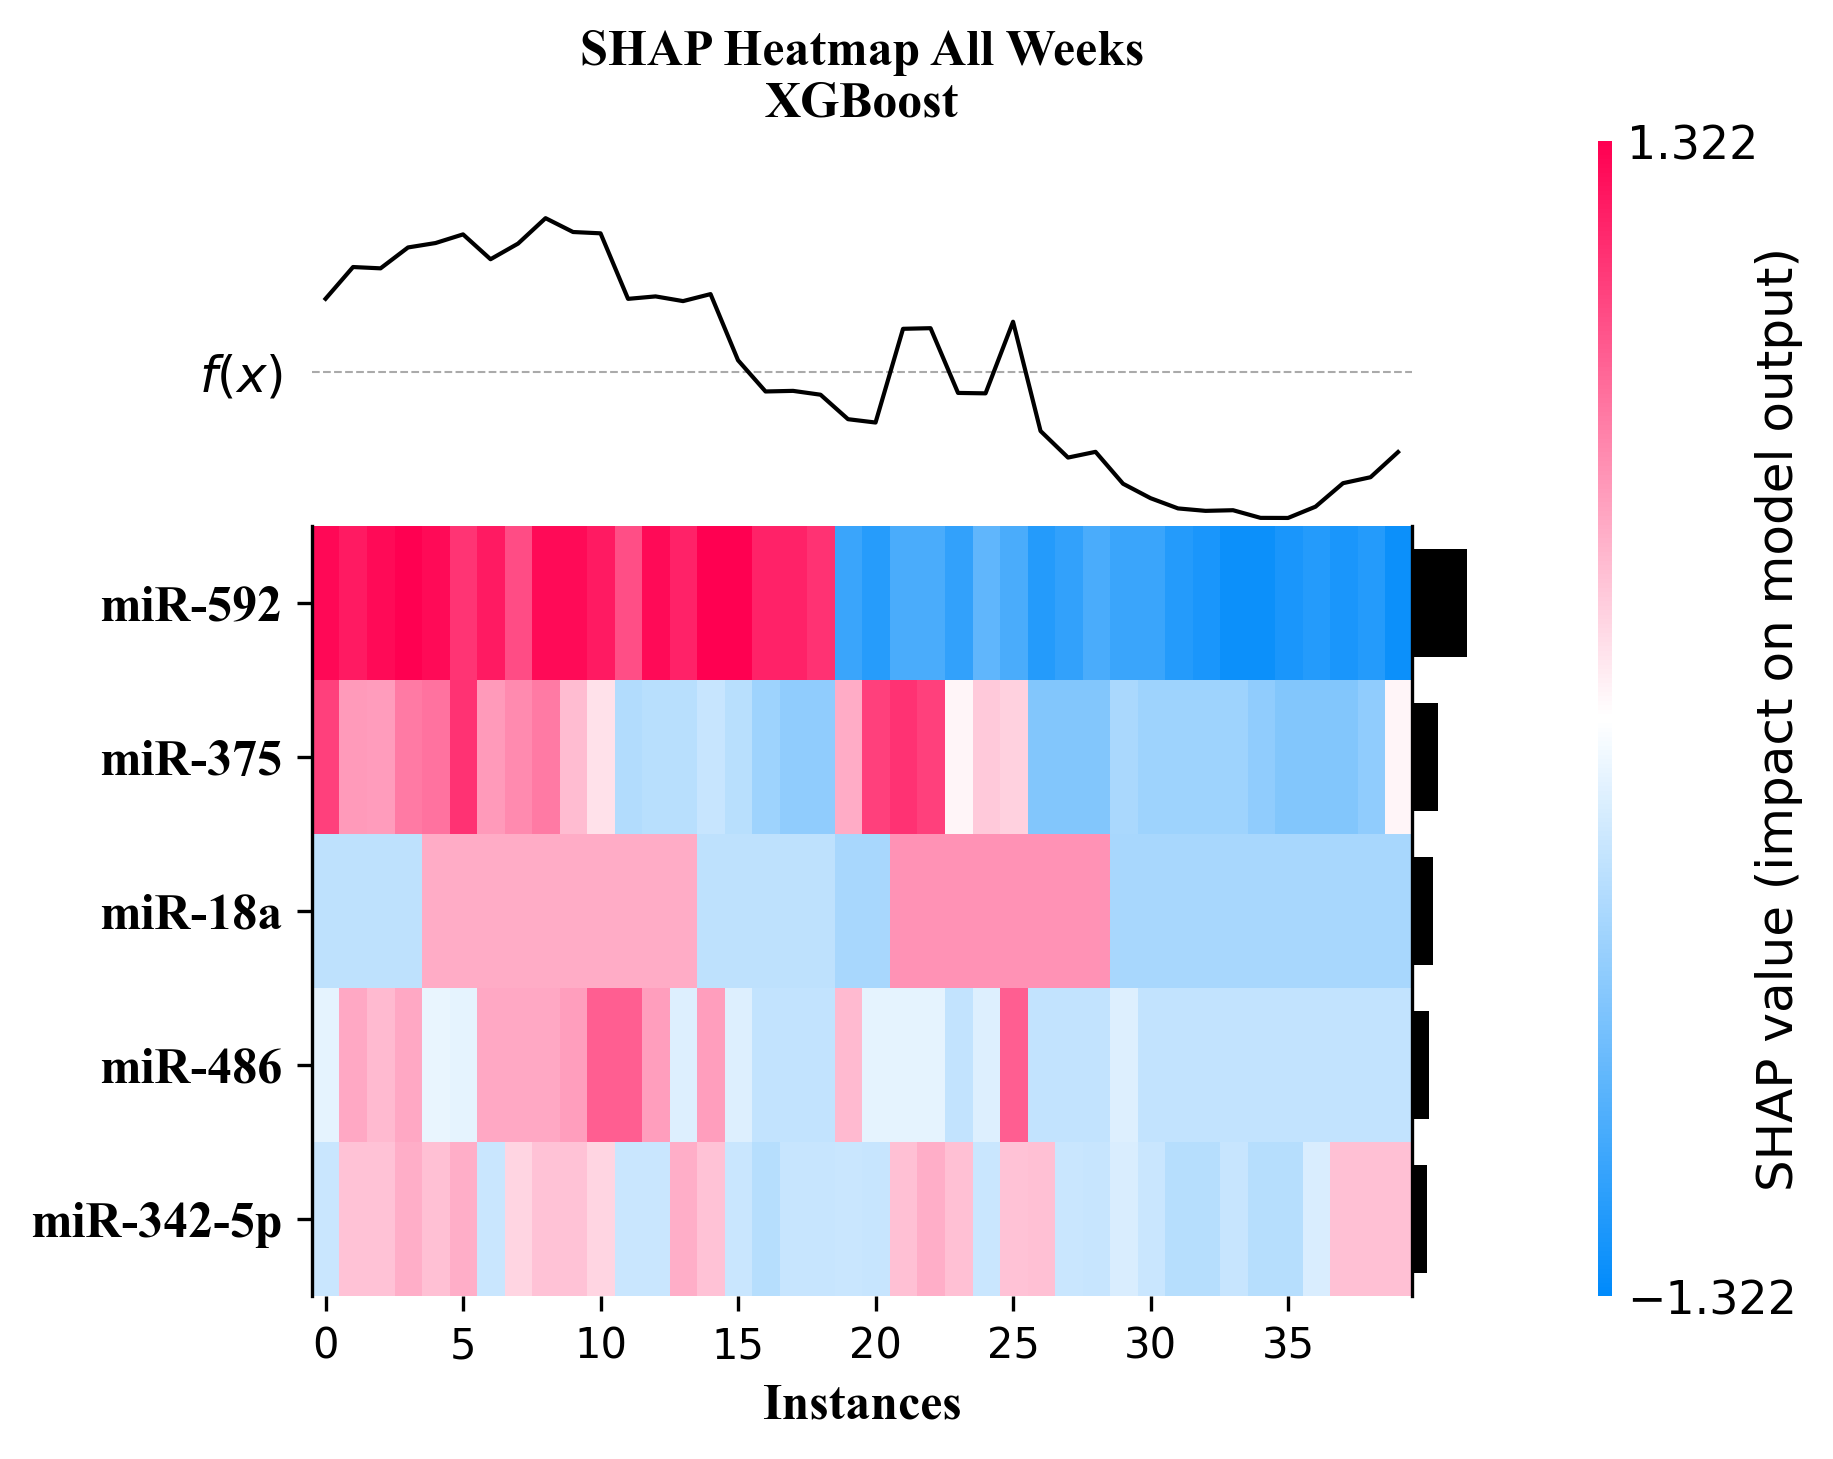 SHAP Heatmap All Weeks
XGBoost
1.322
f(x)
miR-592
miR-375
miR-18a
miR-486
miR-342-5p
SHAP value (impact on model output)
−1.322
0 5 10 15 20 25 30 35
Instances